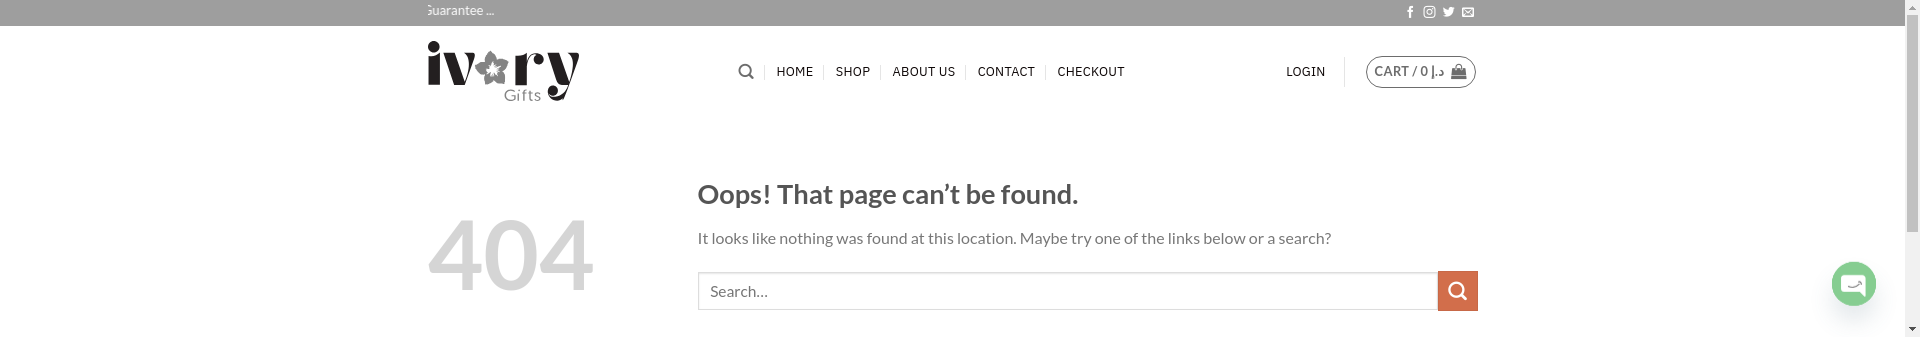 Guarantee ...
ivory
Gifts
HOME
SHOP
ABOUT US
CONTACT
CHECKOUT
LOGIN
CART / 0 د.إ
404
Oops! That page can’t be found.
It looks like nothing was found at this location. Maybe try one of the links below or a search?
Search…